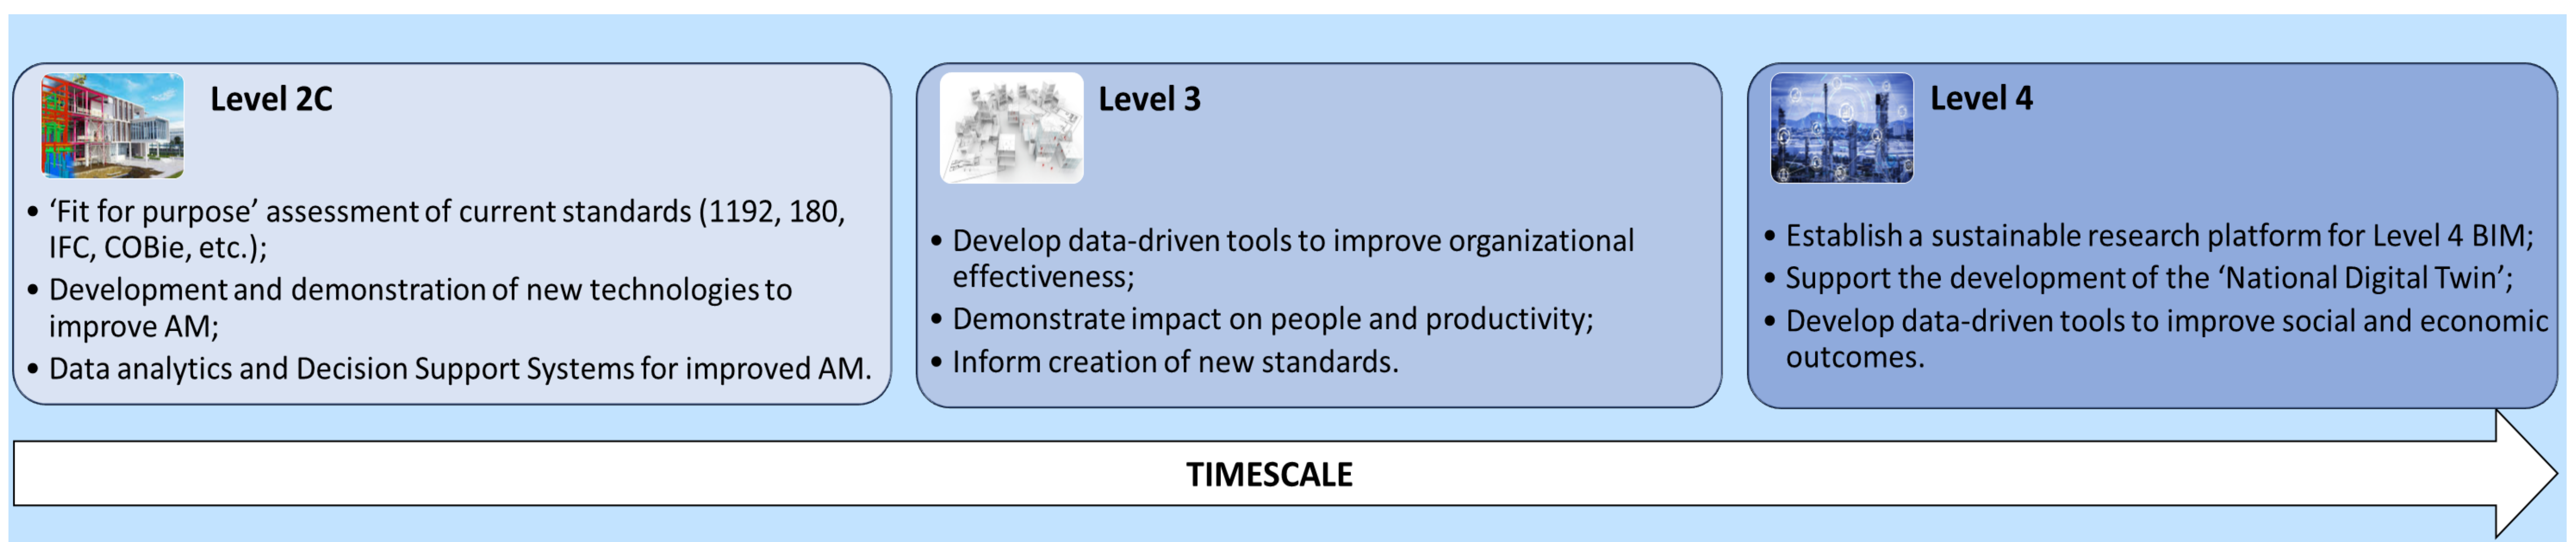 Level 2C
• ‘Fit for purpose’ assessment of current standards (1192, 180,
IFC, COBie, etc.);
• Development and demonstration of new technologies to
improve AM;
• Data analytics and Decision Support Systems for improved AM.
Level 3
• Develop data-driven tools to improve organizational
effectiveness;
• Demonstrate impact on people and productivity;
• Inform creation of new standards.
Level 4
• Establish a sustainable research platform for Level 4 BIM;
• Support the development of the ‘National Digital Twin’;
• Develop data-driven tools to improve social and economic
outcomes.
TIMESCALE